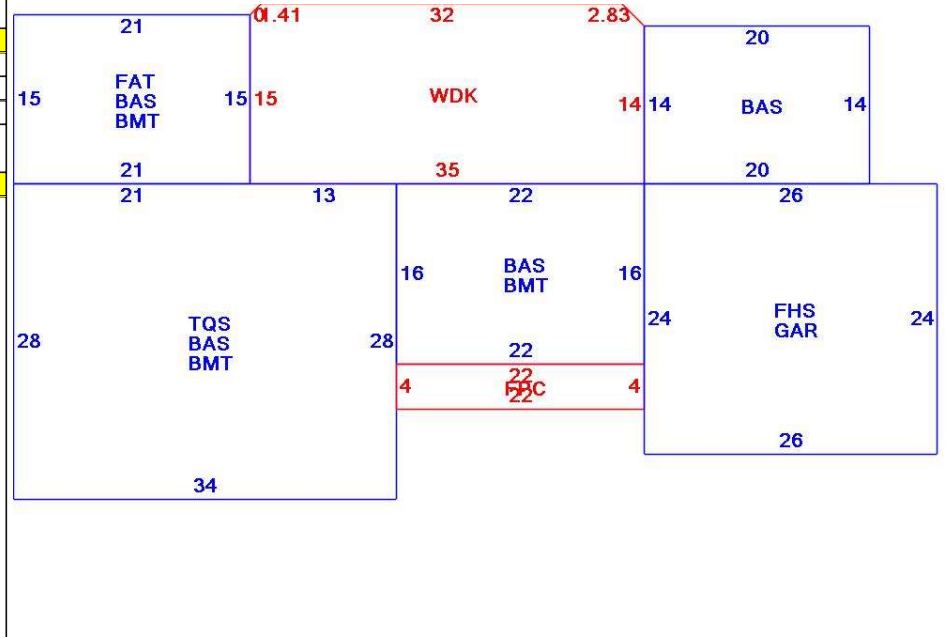 21 0 1.41 32 2.83 20
FAT
BAS
BMT
15 15 15 WDK 14 14 BAS 14
21 35 20
21 13 22 26
16 BAS
BMT 16
28 TQS
BAS
BMT 28
24 FHS
GAR 24
22
4 22 4
22
26
34